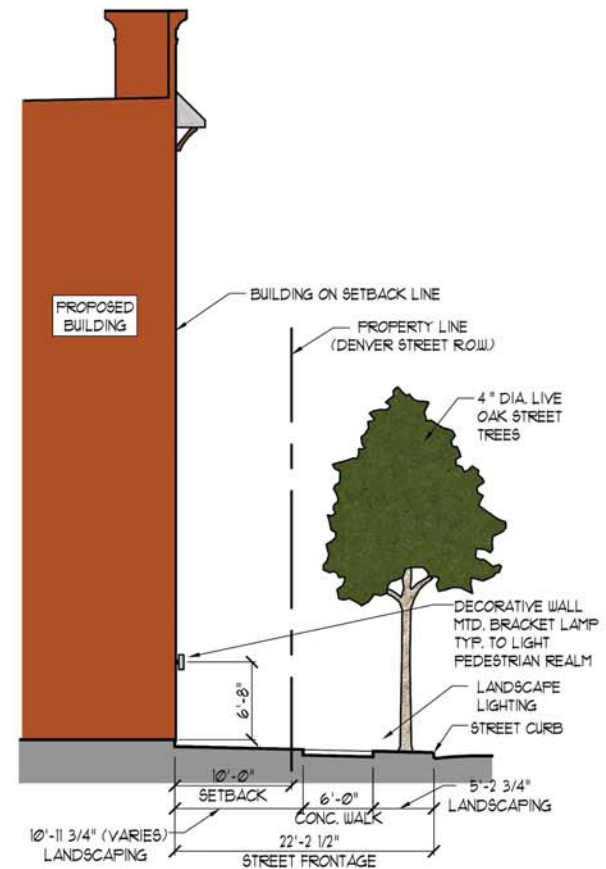 PROPOSED
BUILDING
BUILDING ON SETBACK LINE
PROPERTY LINE
(DENVER STREET R.O.W.)
4" DIA. LIVE
OAK STREET
TREES
DECORATIVE WALL
MTD. BRACKET LAMP
TYP. TO LIGHT
PEDESTRIAN REALM
6'-8"
LANDSCAPE
LIGHTING
STREET CURB
10'-0"
SETBACK
6'-0"
CONC. WALK
5'-2 3/4"
LANDSCAPING
10'-11 3/4" (VARIES)
LANDSCAPING
22'-2 1/2"
STREET FRONTAGE